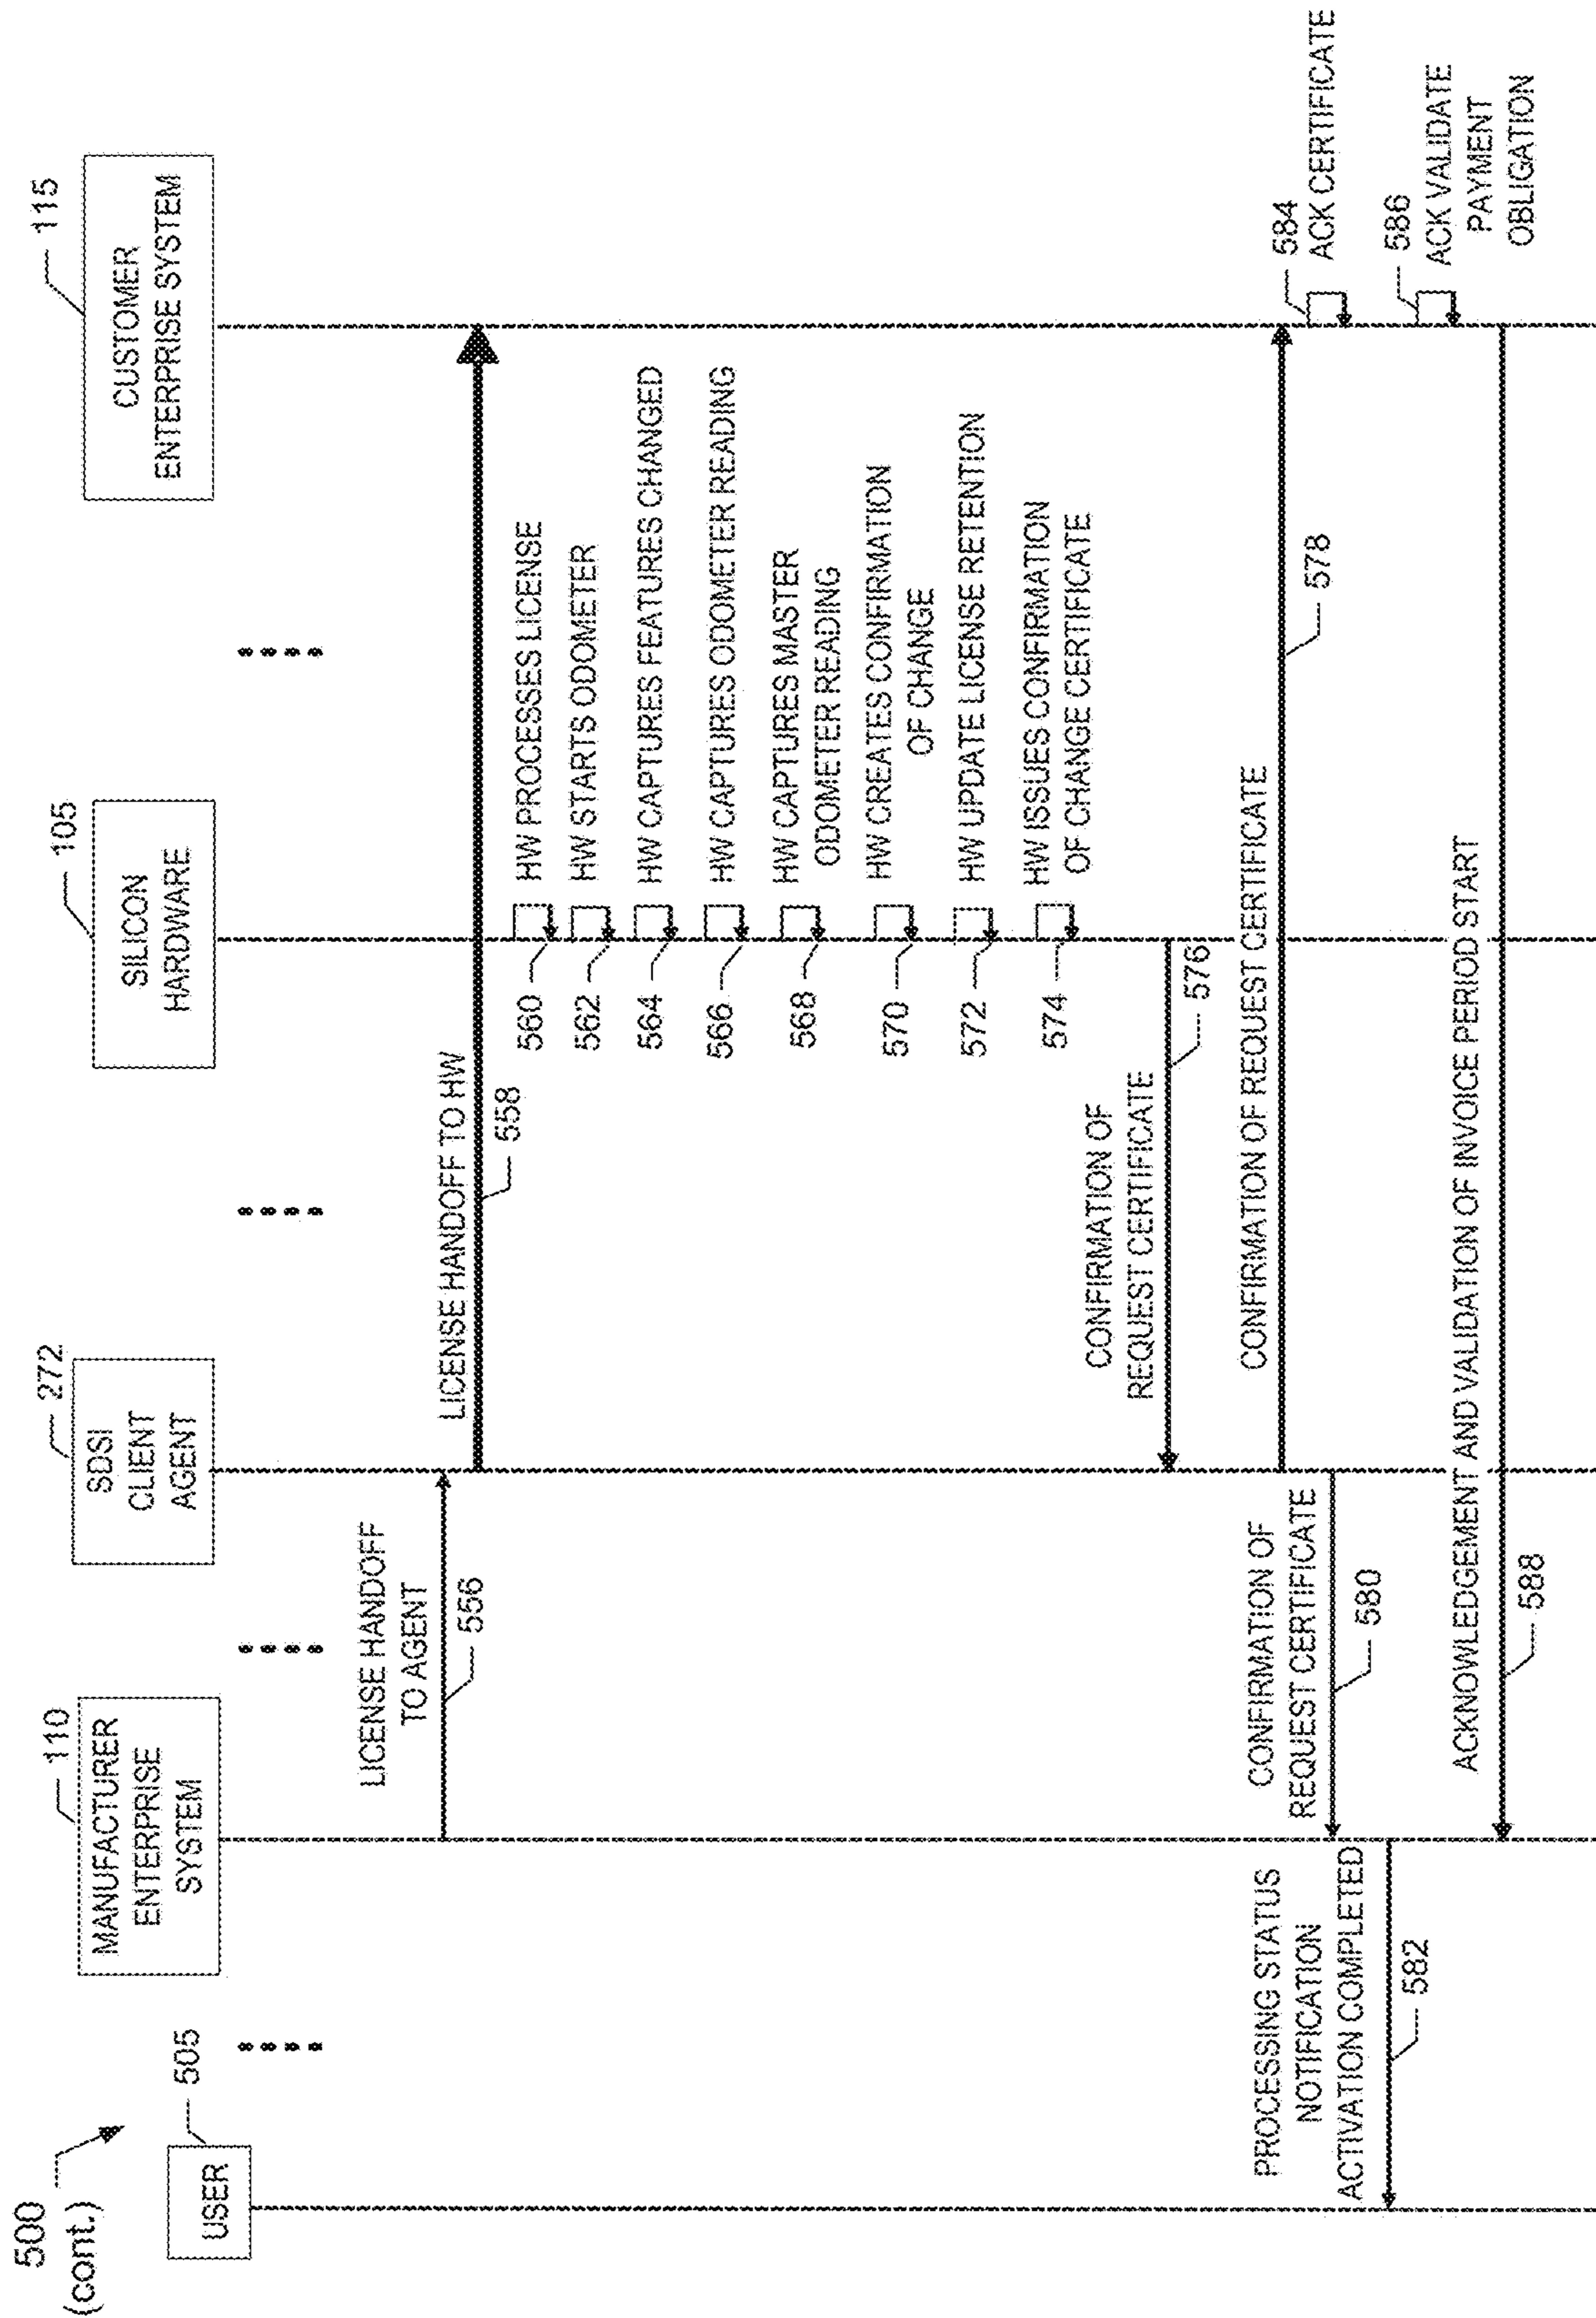 500
(cont.)
505
USER
110
MANUFACTURER
ENTERPRISE
SYSTEM
272
SDSI
CLIENT
AGENT
105
SILICON
HARDWARE
115
CUSTOMER
ENTERPRISE SYSTEM
LICENSE HANDOFF
TO AGENT
556
LICENSE HANDOFF TO HW
558
560
HW PROCESSES LICENSE
562
HW STARTS ODOMETER
564
HW CAPTURES FEATURES CHANGED
566
HW CAPTURES ODOMETER READING
568
HW CAPTURES MASTER
ODOMETER READING
570
HW CREATES CONFIRMATION
OF CHANGE
572
HW UPDATE LICENSE RETENTION
574
HW ISSUES CONFIRMATION
OF CHANGE CERTIFICATE
CONFIRMATION OF
REQUEST CERTIFICATE
576
CONFIRMATION OF REQUEST CERTIFICATE
578
CONFIRMATION OF
REQUEST CERTIFICATE
580
PROCESSING STATUS
NOTIFICATION
ACTIVATION COMPLETED
582
584
ACK CERTIFICATE
586
ACK VALIDATE
PAYMENT
OBLIGATION
ACKNOWLEDGEMENT AND VALIDATION OF INVOICE PERIOD START
588